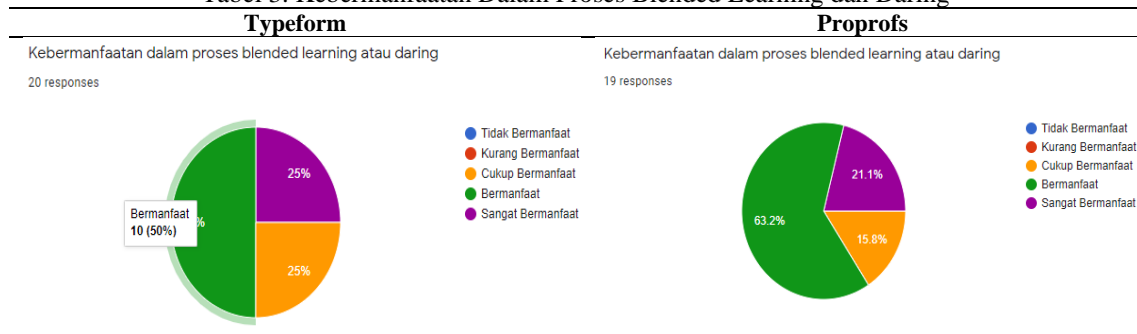 Typeform
Proprofs
Kebermanfaatan dalam proses blended learning atau daring
20 responses
Tidak Bermanfaat
Kurang Bermanfaat
Cukup Bermanfaat
Bermanfaat
Sangat Bermanfaat
25%
Bermanfaat
10 (50%)
%
25%
Kebermanfaatan dalam proses blended learning atau daring
19 responses
Tidak Bermanfaat
Kurang Bermanfaat
Cukup Bermanfaat
Bermanfaat
Sangat Bermanfaat
21.1%
63.2%
15.8%